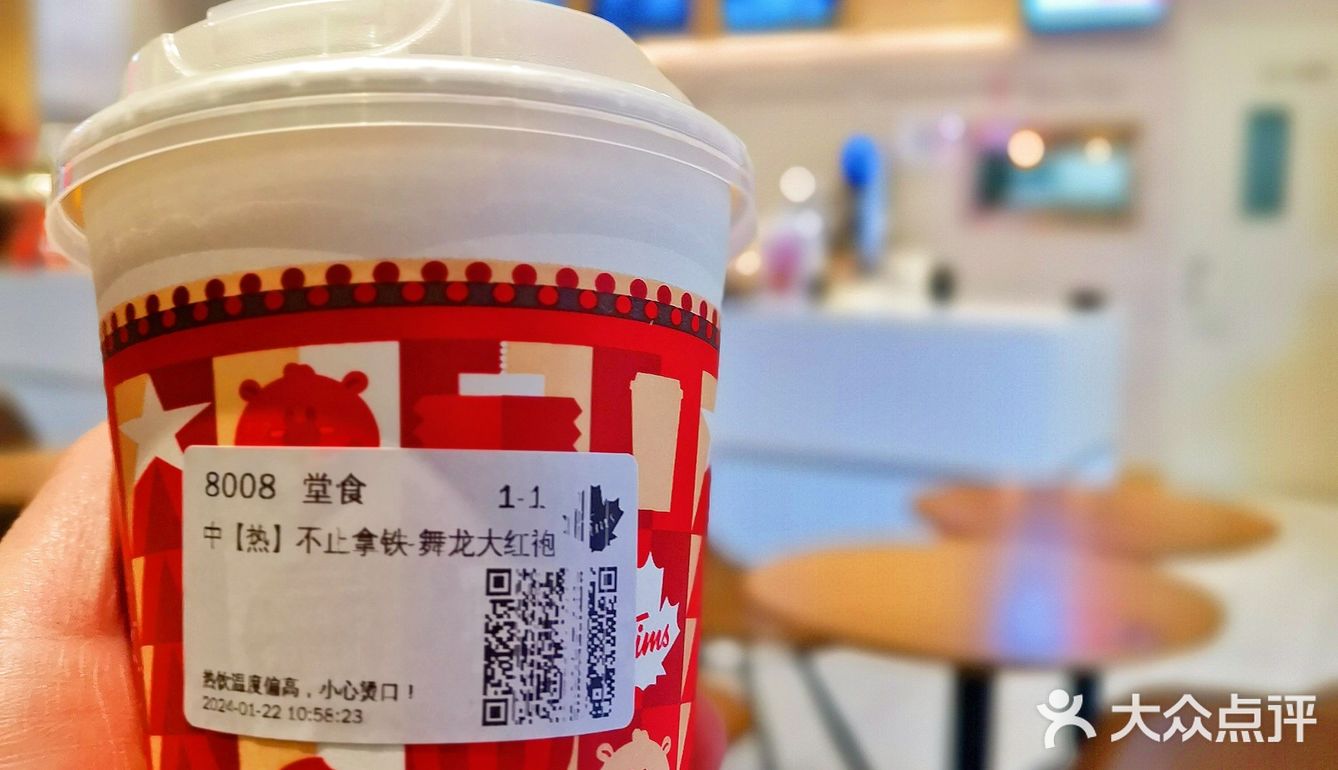 8008 堂食 1-1
中【热】不止拿铁-舞龙大红袍
热饮温度偏高，小心烫口！
2024-01-22 10:58:23
Tims
大众点评